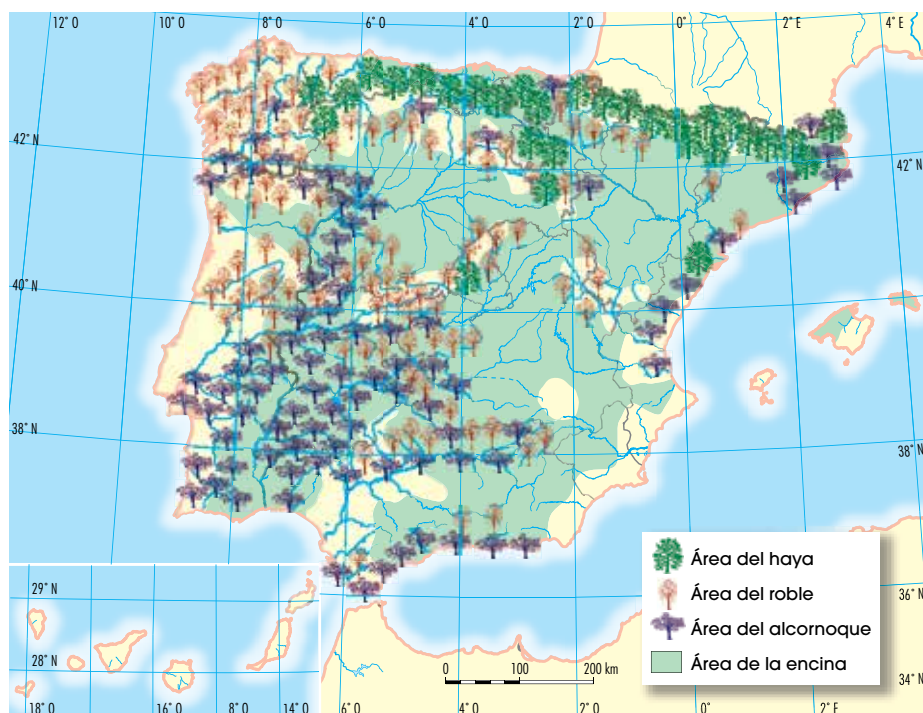 12° O 10° O 8° O 6° O 4° O 2° O 0° 2° E 4° E
42° N
42° N
40° N
40° N
38° N
38° N
Área del haya
Área del roble
Área del alcornoque
Área de la encina
36° N
34° N
29° N
28° N
0 100 200 km
18° O 16° O 8° O 14° O 6° O 4° O 0° 2° E